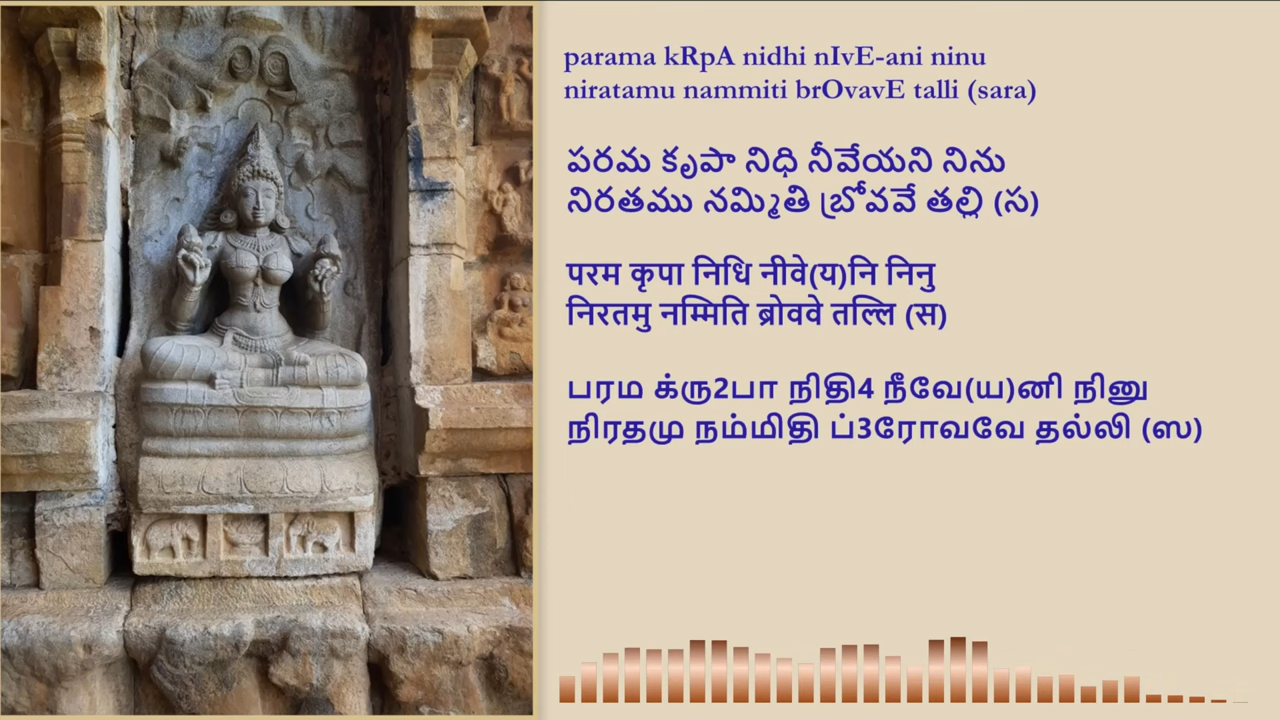 parama kRpA nidhi nIvE-ani ninu
niratamu nammiti brOvavE talli (sara)
పరమ కృపా నిధి నీవేయని నిను
నిరతము నమ్మితి బ్రోవవే తల్లి (స)
परम कृपा निधि नीवे(य)नि निनु
निरतमु नम्मिति ब्रोववे तल्लि (स)
பரம க்ரு2பா நிதி4 நீவே(ய)னி நினு
நிரதமு நம்மிதி ப்3ரோவவே தல்லி (ஸ)